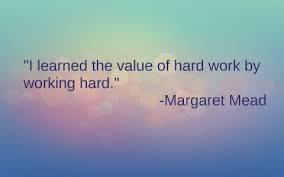 "I learned the value of hard work by
working hard."
-Margaret Mead